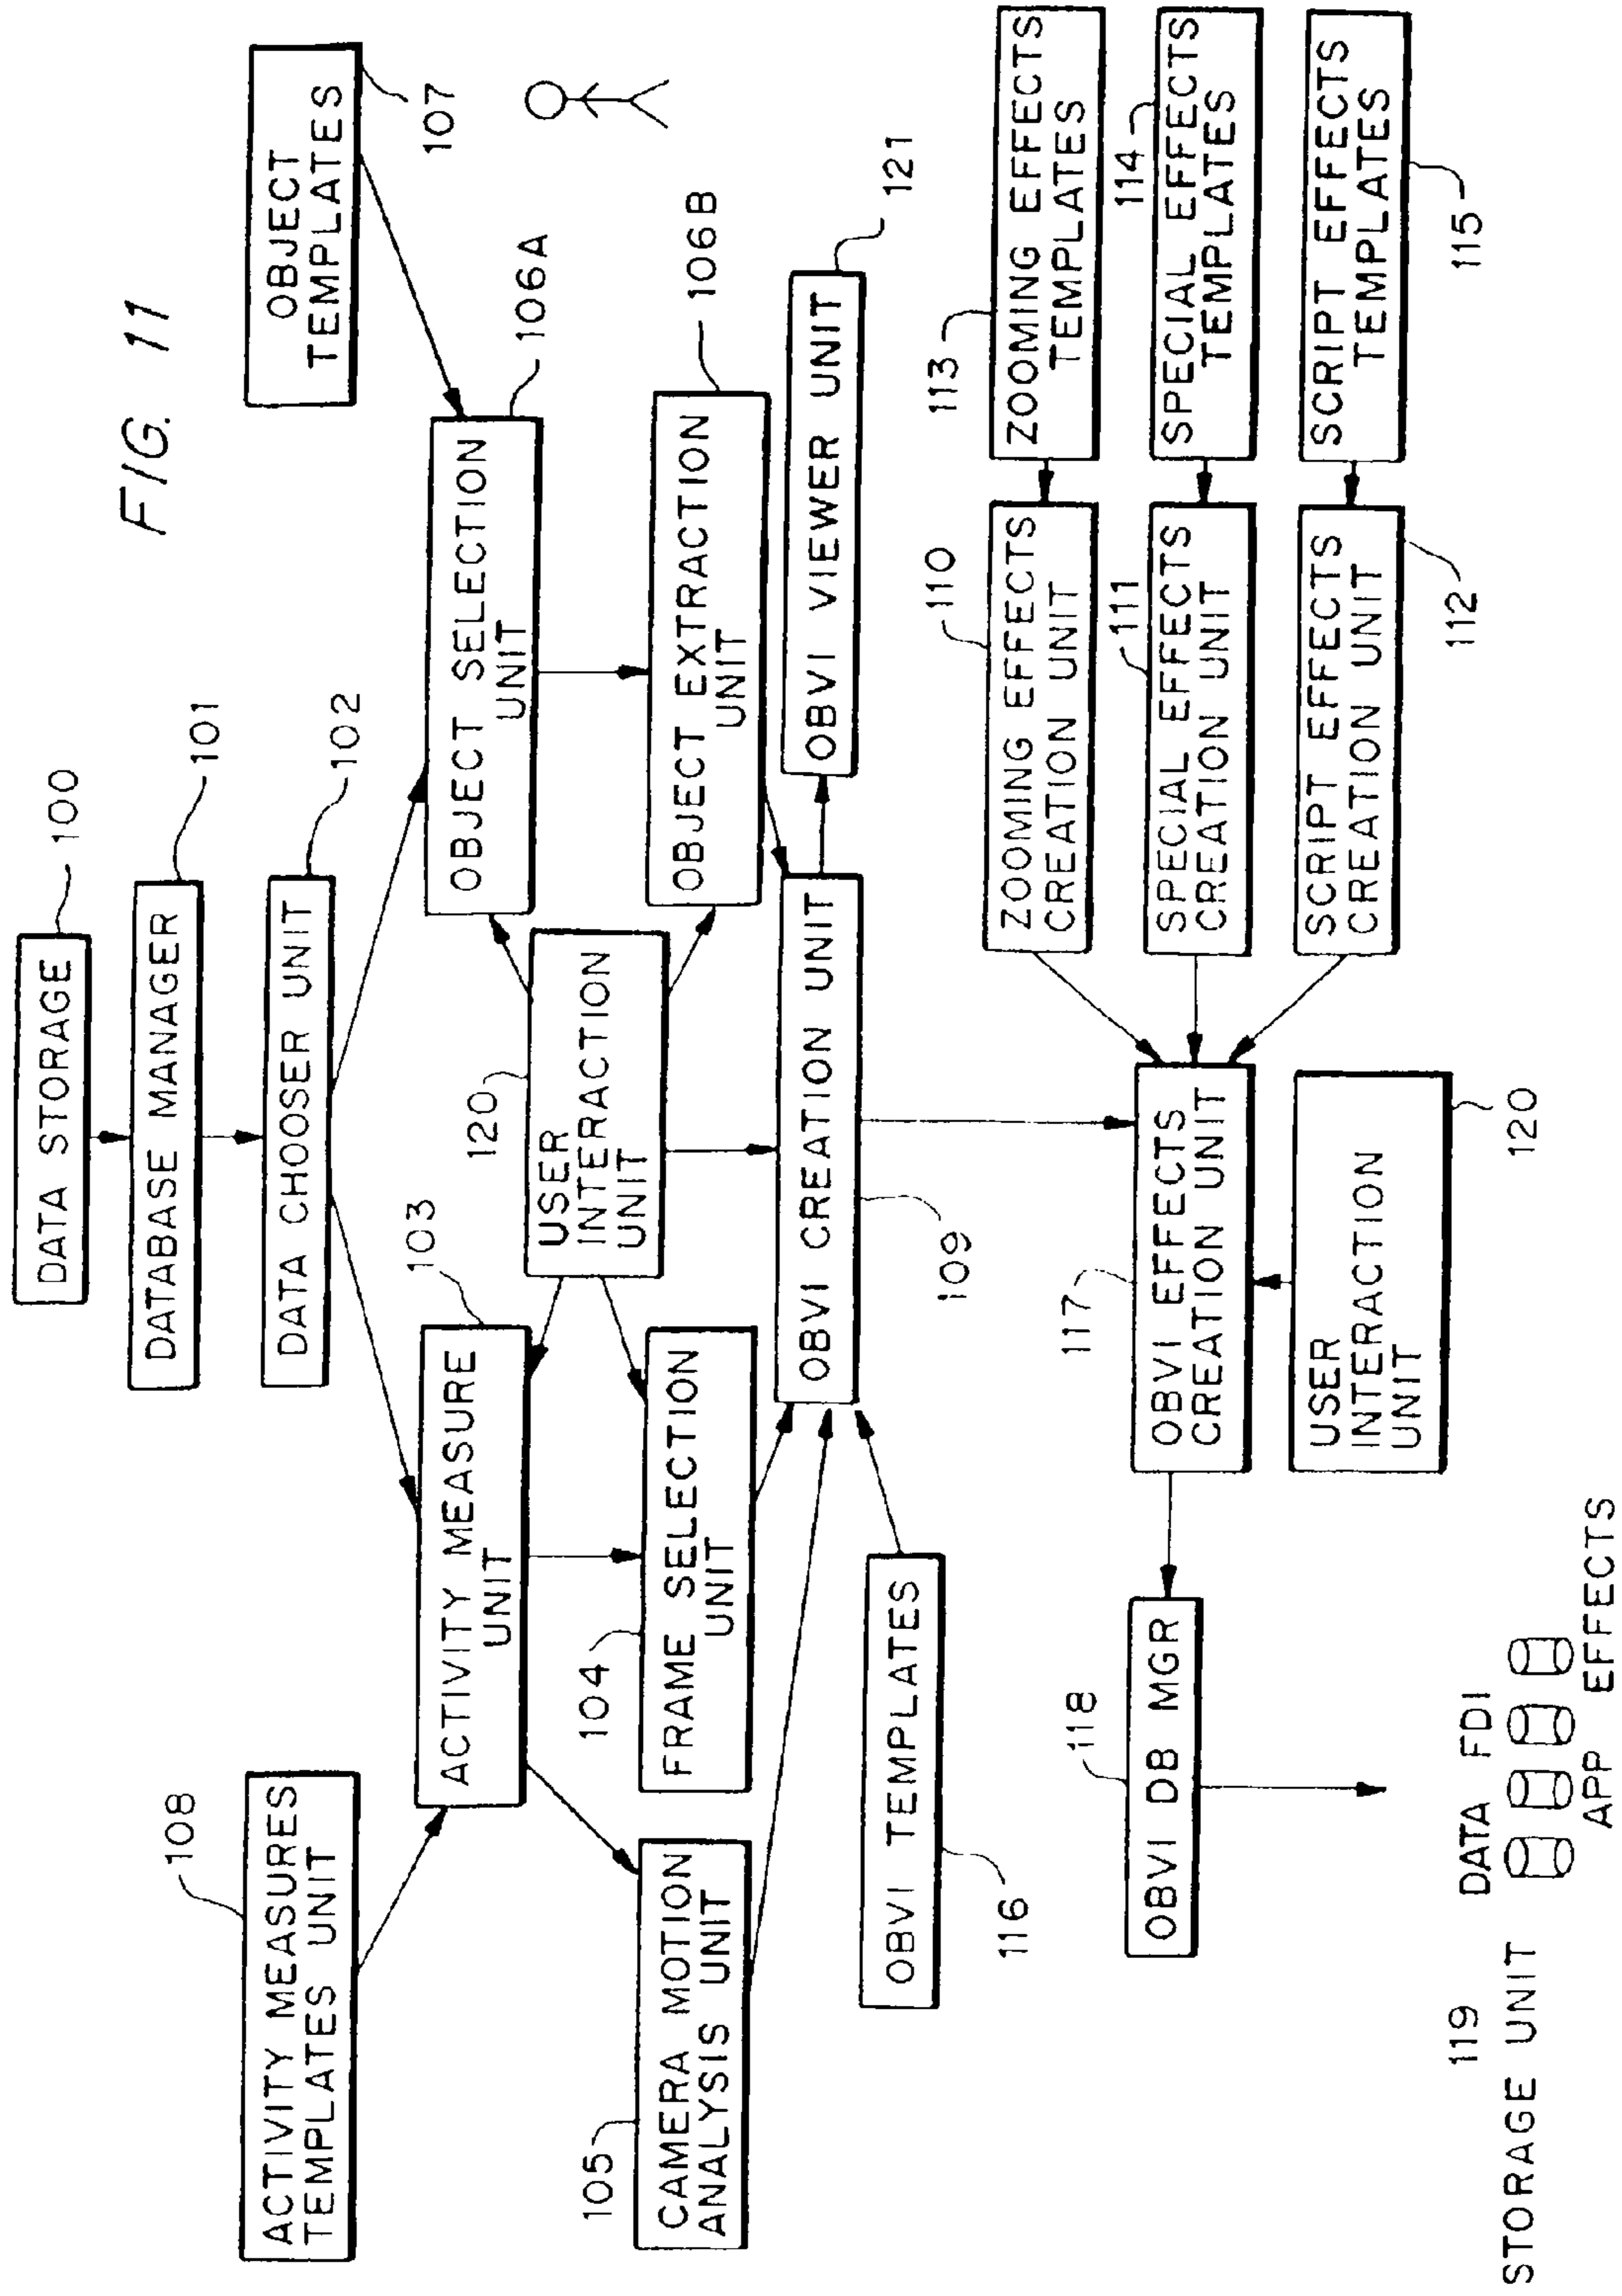 FIG. 11
DATA STORAGE
100
DATABASE MANAGER
101
DATA CHOOSER UNIT
102
108
ACTIVITY MEASURES
TEMPLATES UNIT
OBJECT
TEMPLATES
107
103
ACTIVITY MEASURE
UNIT
OBJECT SELECTION
UNIT
106A
120
USER
INTERACTION
UNIT
105
CAMERA MOTION
ANALYSIS UNIT
104
FRAME SELECTION
UNIT
OBJECT EXTRACTION
UNIT
106B
OBVI CREATION UNIT
109
OBVI VIEWER UNIT
121
OBVI TEMPLATES
116
110
ZOOMING EFFECTS
CREATION UNIT
113
ZOOMING EFFECTS
TEMPLATES
111
SPECIAL EFFECTS
CREATION UNIT
114
SPECIAL EFFECTS
TEMPLATES
SCRIPT EFFECTS
CREATION UNIT
112
SCRIPT EFFECTS
TEMPLATES
115
118
OBVI DB MGR
117
OBVI EFFECTS
CREATION UNIT
USER
INTERACTION
UNIT
120
119
STORAGE UNIT
DATA FDI
APP EFFECTS